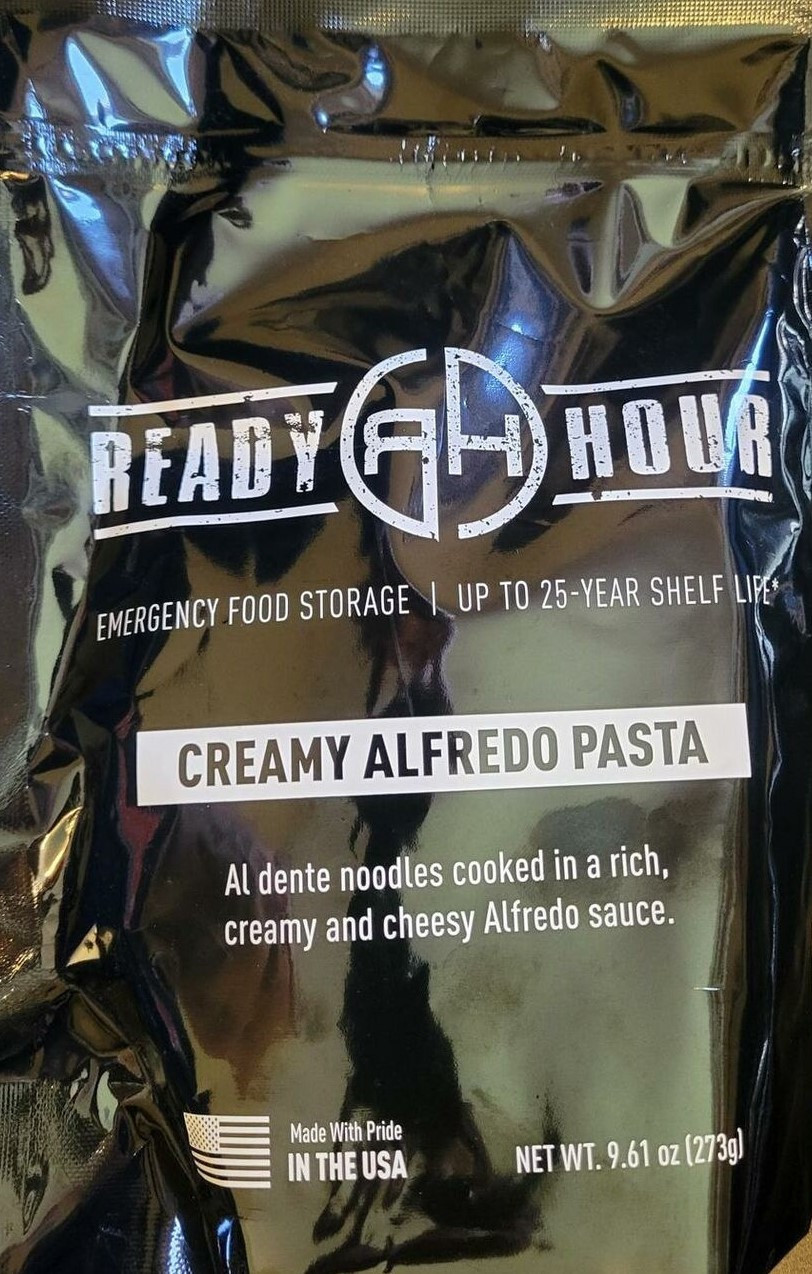 READY RH HOUR
EMERGENCY FOOD STORAGE | UP TO 25-YEAR SHELF LIFE*
CREAMY ALFREDO PASTA
Al dente noodles cooked in a rich,
creamy and cheesy Alfredo sauce.
Made With Pride
IN THE USA
NET WT. 9.61 oz (273g)